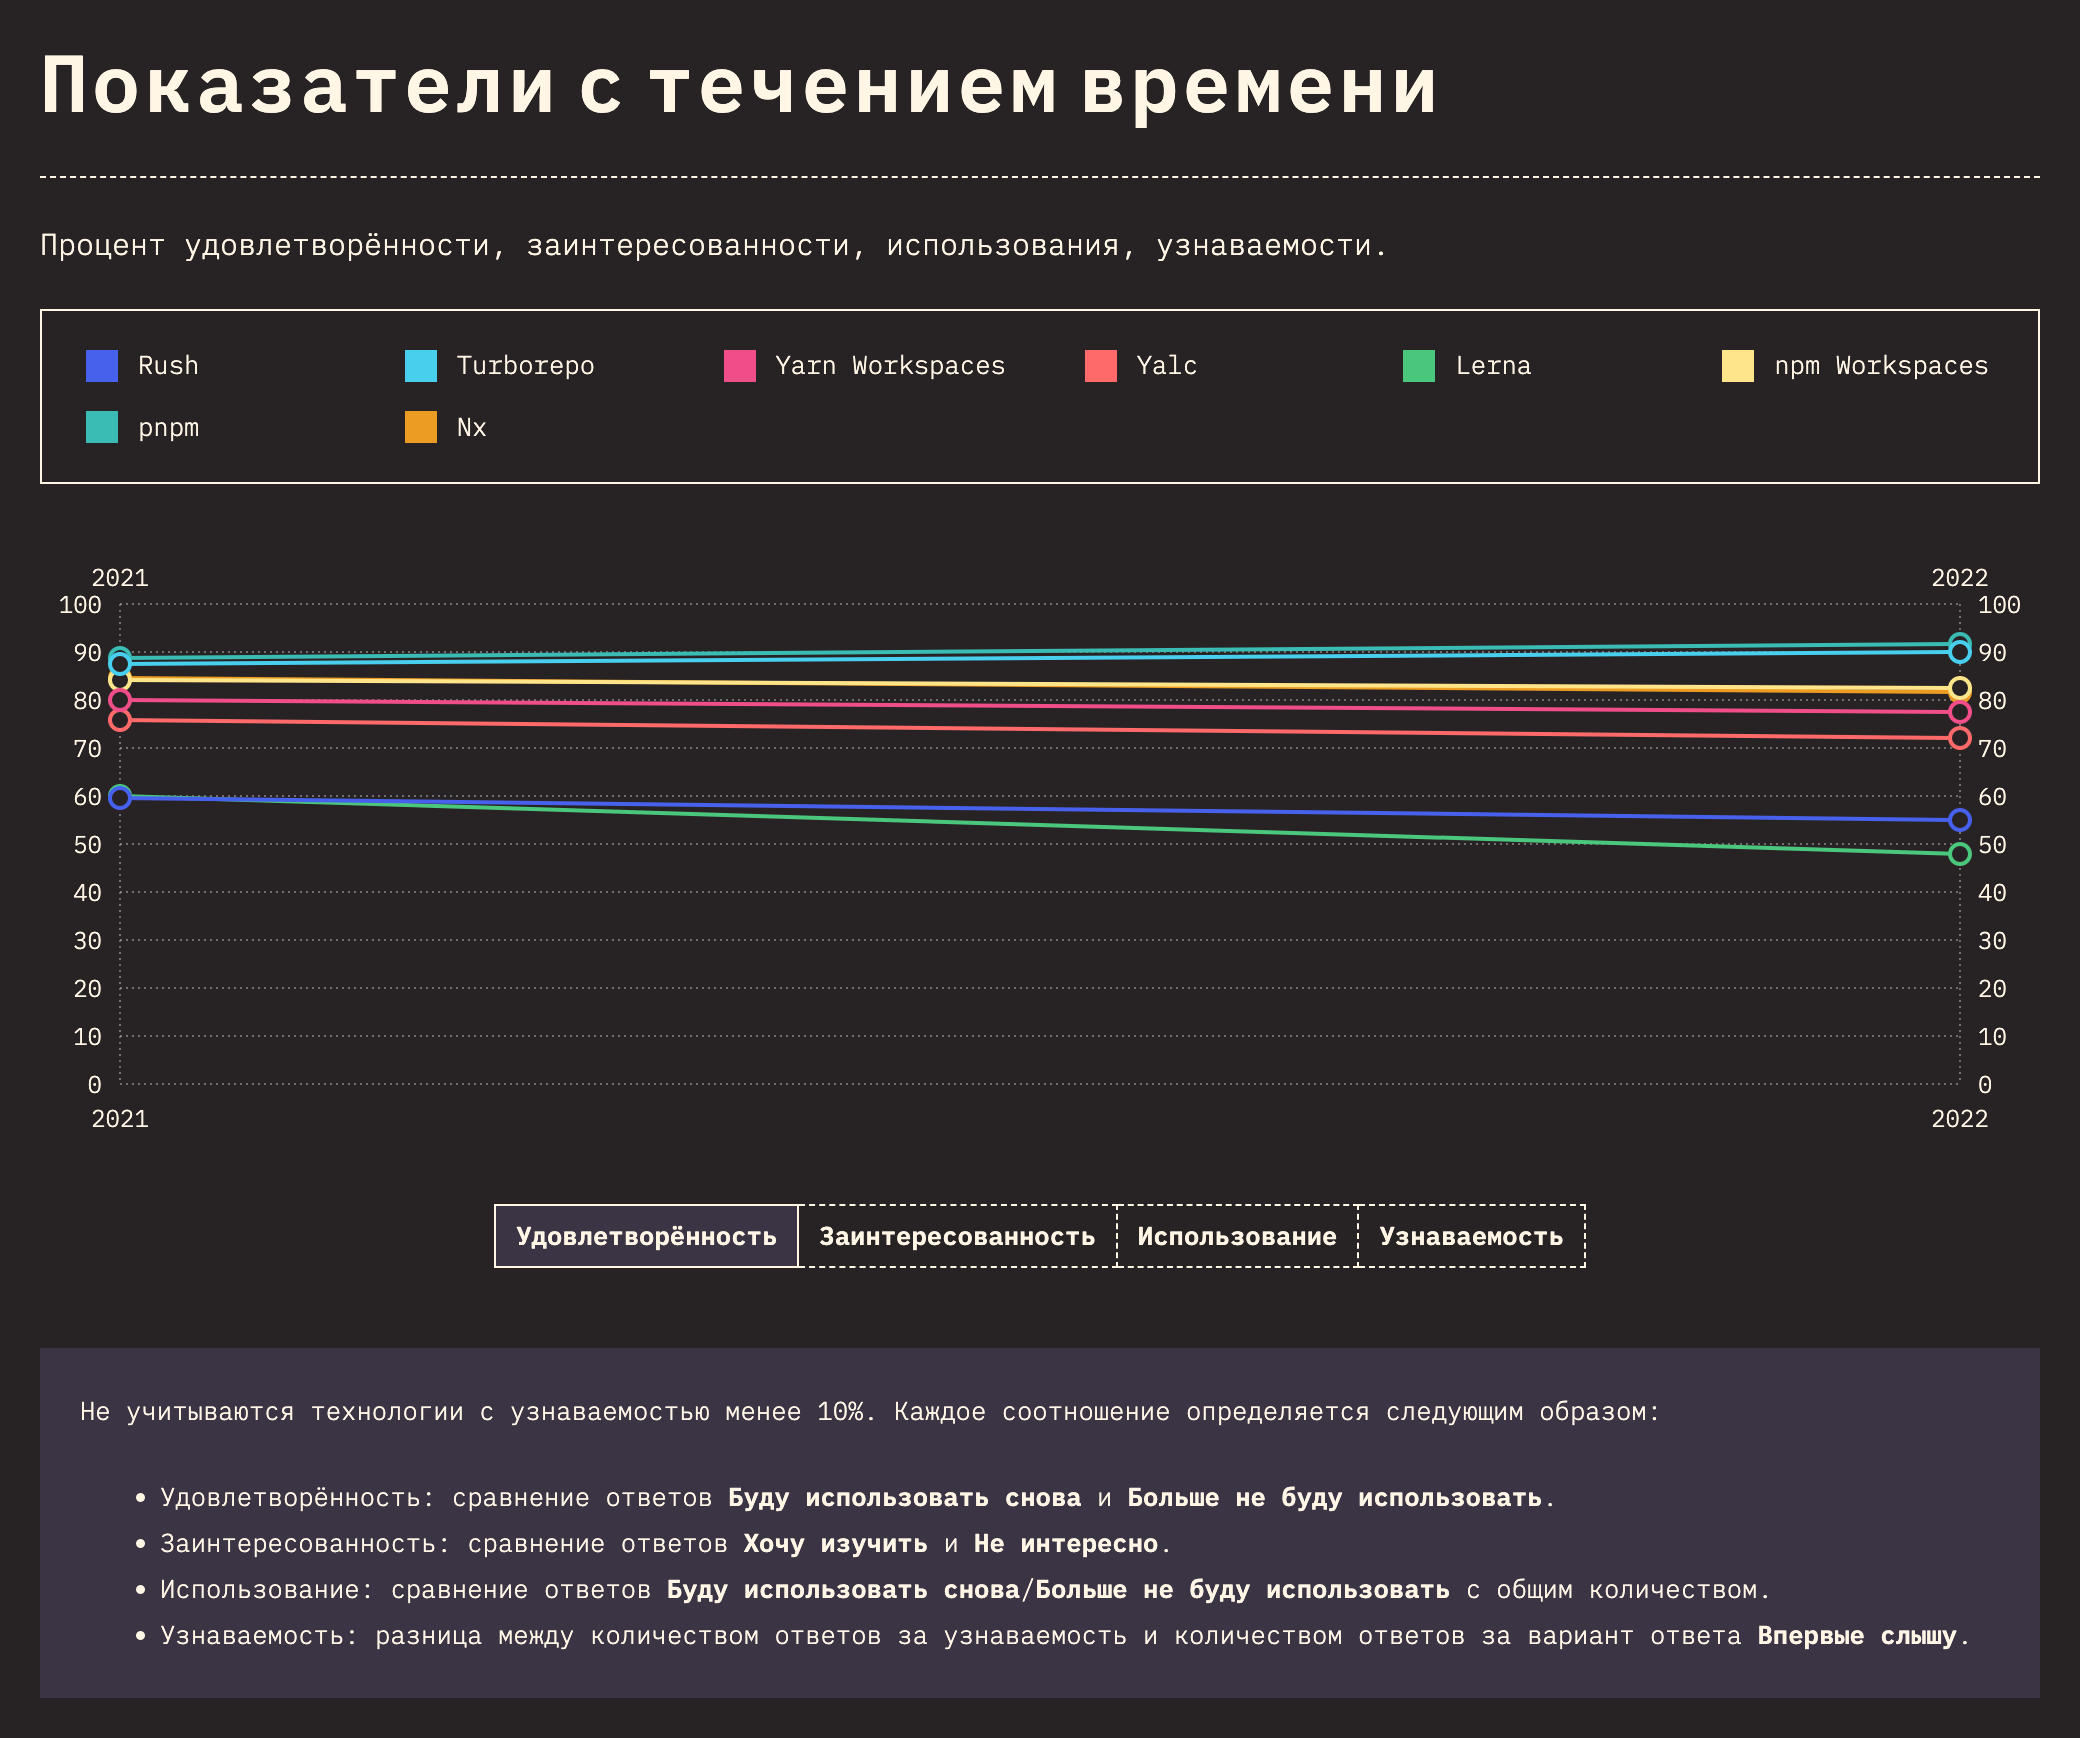 Показатели с течением времени
Процент удовлетворённости, заинтересованности, использования, узнаваемости.
Rush Turborepo Yarn Workspaces Yalc Lerna npm Workspaces
pnpm Nx
2021 2022
100 100
90 90
80 80
70 70
60 60
50 50
40 40
30 30
20 20
10 10
0 0
2021 2022
Удовлетворённость Заинтересованность Использование Узнаваемость
Не учитываются технологии с узнаваемостью менее 10%. Каждое соотношение определяется следующим образом:
• Удовлетворённость: сравнение ответов Буду использовать снова и Больше не буду использовать.
• Заинтересованность: сравнение ответов Хочу изучить и Не интересно.
• Использование: сравнение ответов Буду использовать снова/Больше не буду использовать с общим количеством.
• Узнаваемость: разница между количеством ответов за узнаваемость и количеством ответов за вариант ответа Впервые слышу.